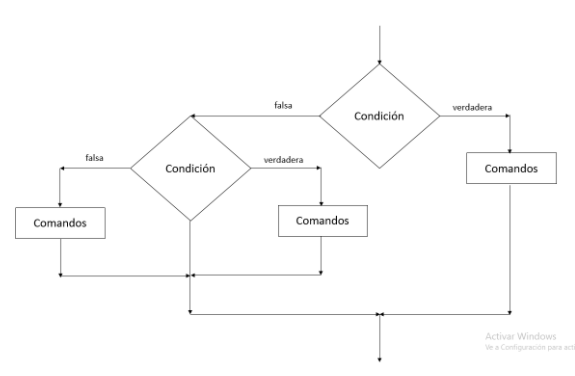 falsa
verdadera
Condición
falsa
verdadera
Condición
Comandos
Comandos
Comandos
Activar Windows
Ve a Configuración para acti